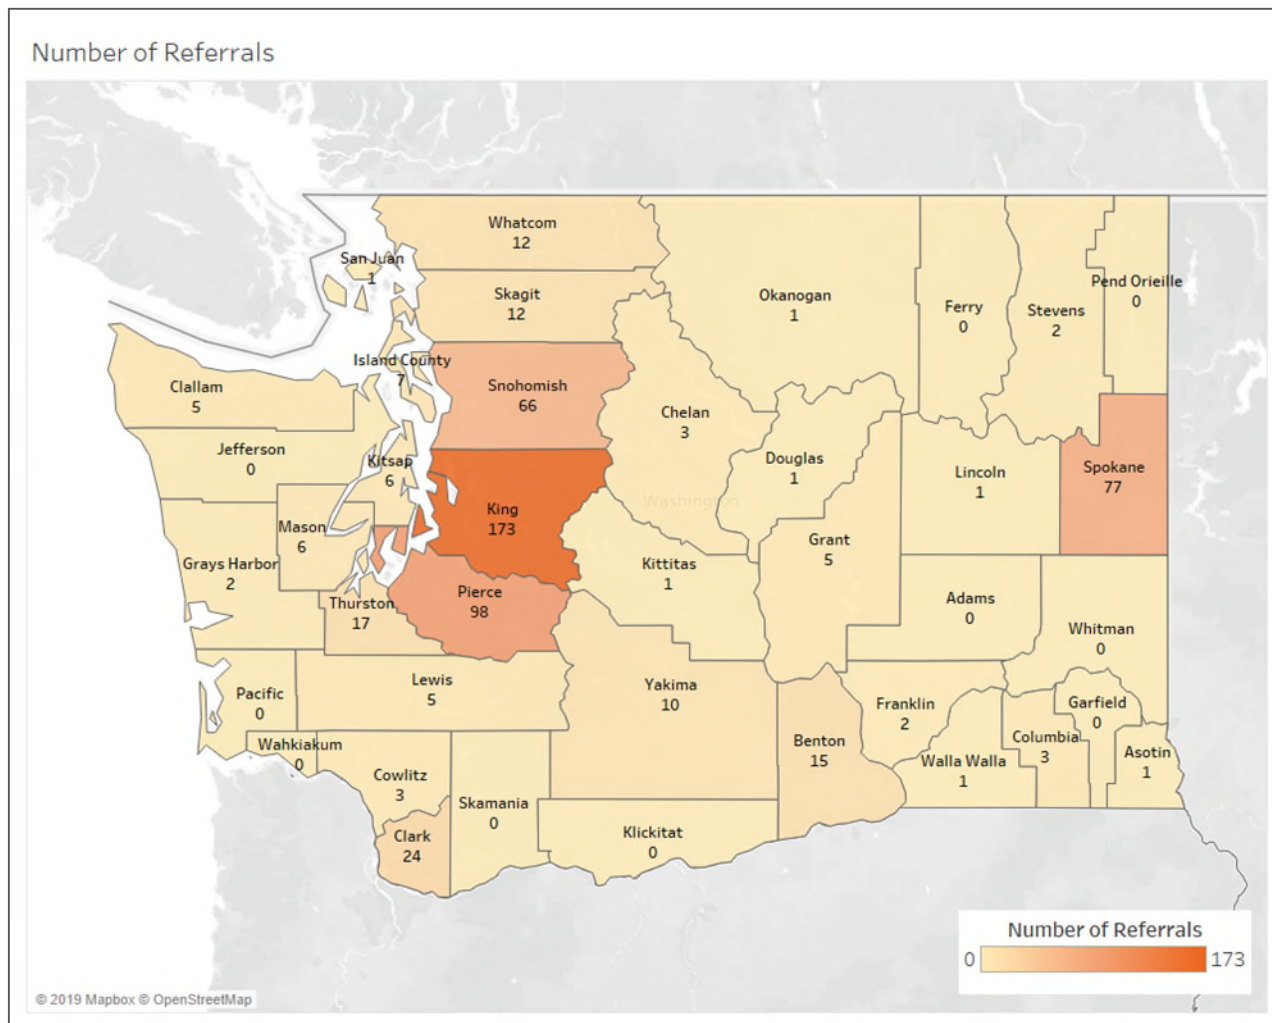 Number of Referrals
Whatcom
12
San Juan
1
Skagit
12
Okanogan
1
Ferry
0
Stevens
2
Pend Orieille
0
Island County
7
Clallam
5
Snohomish
66
Chelan
3
Jefferson
0
Kitsap
6
Douglas
1
Lincoln
1
Spokane
77
Washington
King
173
Mason
6
Grays Harbor
2
Grant
5
Kittitas
1
Thurston
17
Pierce
98
Adams
0
Whitman
0
Pacific
0
Lewis
5
Yakima
10
Franklin
2
Garfield
0
Wahkiakum
0
Benton
15
Columbia
3
Walla Walla
1
Asotin
1
Cowlitz
3
Skamania
0
Clark
24
Klickitat
0
Number of Referrals
0
173
© 2019 Mapbox © OpenStreetMap